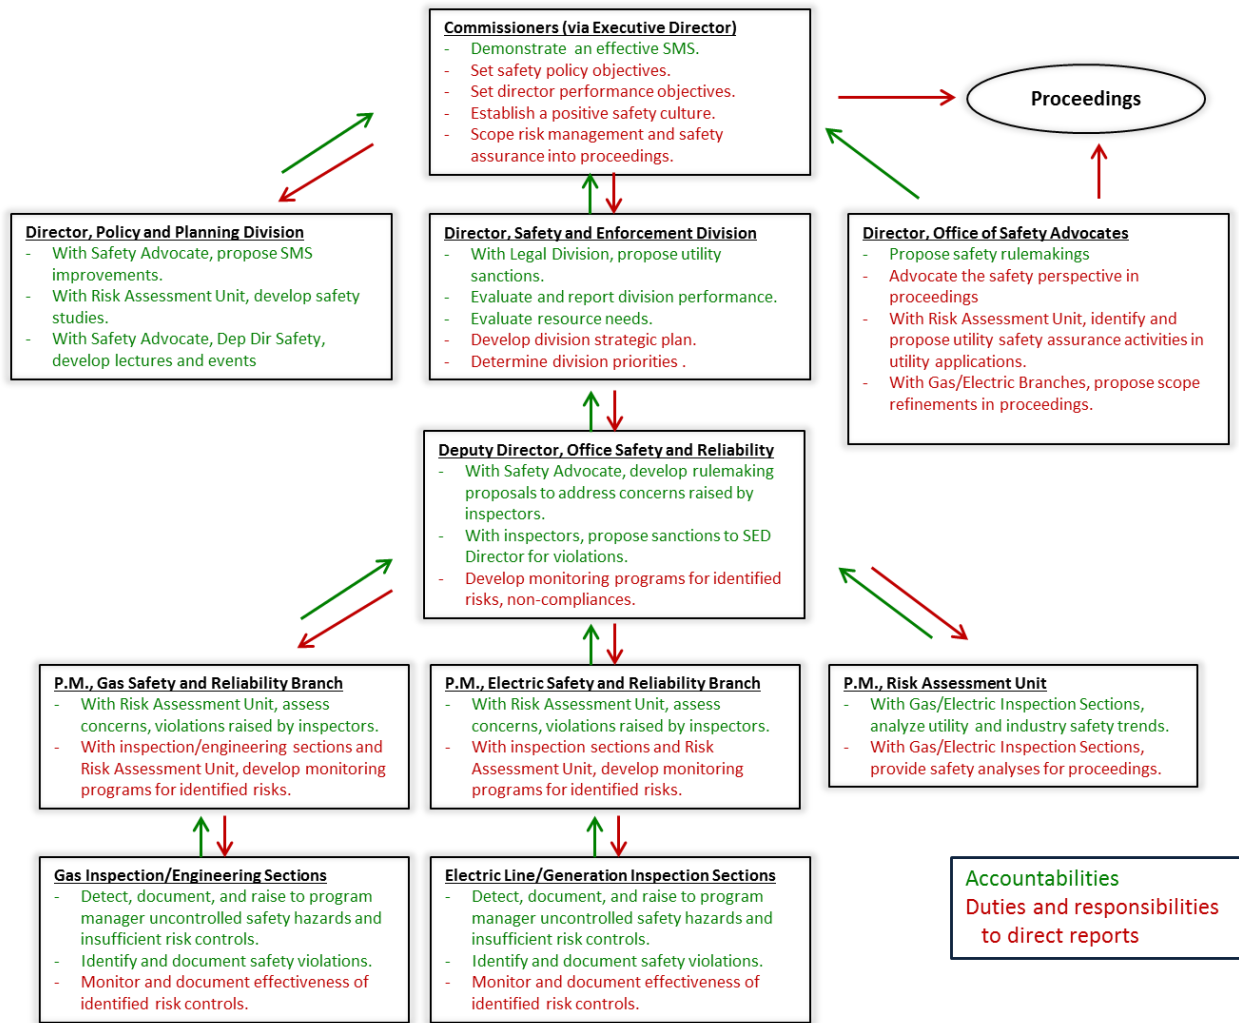 Commissioners (via Executive Director)
- Demonstrate an effective SMS.
- Set safety policy objectives.
- Set director performance objectives.
- Establish a positive safety culture.
- Scope risk management and safety
assurance into proceedings.
Proceedings
Director, Policy and Planning Division
- With Safety Advocate, propose SMS
improvements.
- With Risk Assessment Unit, develop safety
studies.
- With Safety Advocate, Dep Dir Safety,
develop lectures and events
Director, Safety and Enforcement Division
- With Legal Division, propose utility
sanctions.
- Evaluate and report division performance.
- Evaluate resource needs.
- Develop division strategic plan.
- Determine division priorities .
Director, Office of Safety Advocates
- Propose safety rulemakings
- Advocate the safety perspective in
proceedings
- With Risk Assessment Unit, identify and
propose utility safety assurance activities in
utility applications.
- With Gas/Electric Branches, propose scope
refinements in proceedings.
Deputy Director, Office Safety and Reliability
- With Safety Advocate, develop rulemaking
proposals to address concerns raised by
inspectors.
- With inspectors, propose sanctions to SED
Director for violations.
- Develop monitoring programs for identified
risks, non-compliances.
P.M., Gas Safety and Reliability Branch
- With Risk Assessment Unit, assess
concerns, violations raised by inspectors.
- With inspection/engineering sections and
Risk Assessment Unit, develop monitoring
programs for identified risks.
P.M., Electric Safety and Reliability Branch
- With Risk Assessment Unit, assess
concerns, violations raised by inspectors.
- With inspection sections and Risk
Assessment Unit, develop monitoring
programs for identified risks.
P.M., Risk Assessment Unit
- With Gas/Electric Inspection Sections,
analyze utility and industry safety trends.
- With Gas/Electric Inspection Sections,
provide safety analyses for proceedings.
Gas Inspection/Engineering Sections
- Detect, document, and raise to program
manager uncontrolled safety hazards and
insufficient risk controls.
- Identify and document safety violations.
- Monitor and document effectiveness of
identified risk controls.
Electric Line/Generation Inspection Sections
- Detect, document, and raise to program
manager uncontrolled safety hazards and
insufficient risk controls.
- Identify and document safety violations.
- Monitor and document effectiveness of
identified risk controls.
Accountabilities
Duties and responsibilities
to direct reports